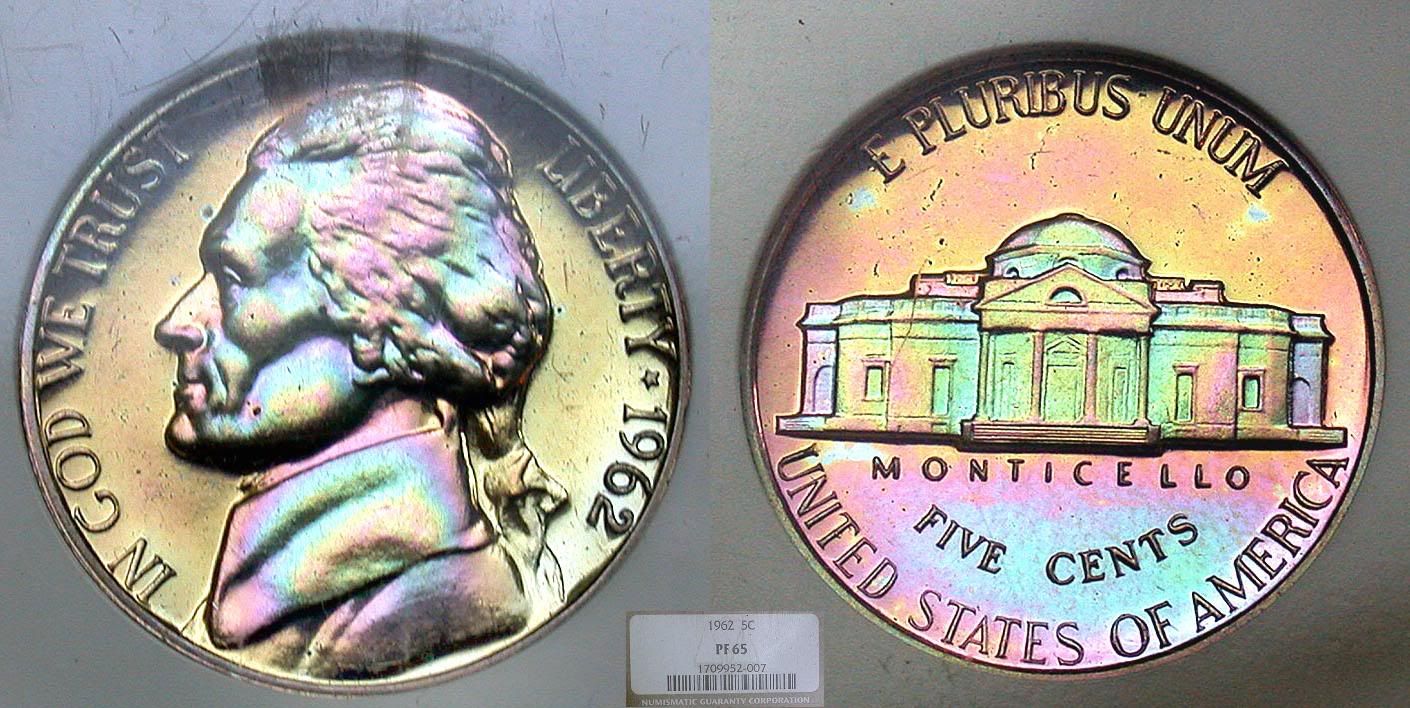 IN GOD WE TRUST
LIBERTY ★ 1962
E PLURIBUS UNUM
MONTICELLO
FIVE CENTS
UNITED STATES OF AMERICA
1962 5C
PF 65
1709952-007
NUMISMATIC GUARANTY CORPORATION